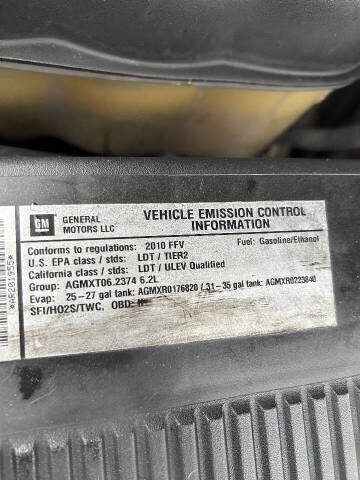 GM
GENERAL MOTORS LLC
VEHICLE EMISSION CONTROL INFORMATION
Conforms to regulations: 2010 FFV Fuel: Gasoline/Ethanol
U.S. EPA class / stds: LDT / TIER2
California class / stds: LDT / ULEV Qualified
Group: AGMXT06.2374 6.2L
Evap: 25-27 gal tank: AGMXR0176820 / 31-35 gal tank: AGMXR0223840
SFI/HO2S/TWC. OBD: II
*AR201955*